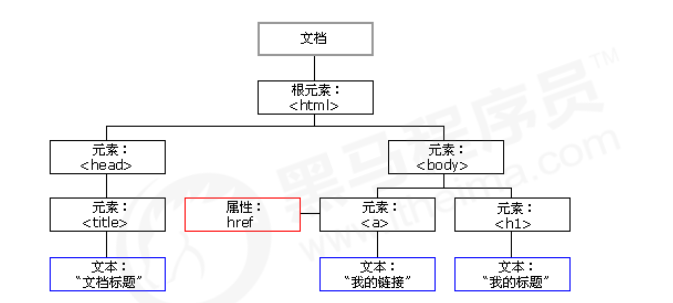 文档
根元素：
<html>
元素：
<head>
元素：
<body>
元素：
<title>
属性：
href
元素：
<a>
元素：
<h1>
文本：
“文档标题”
文本：
“我的链接”
文本：
“我的标题”
黑马程序员™
www.itheima.com